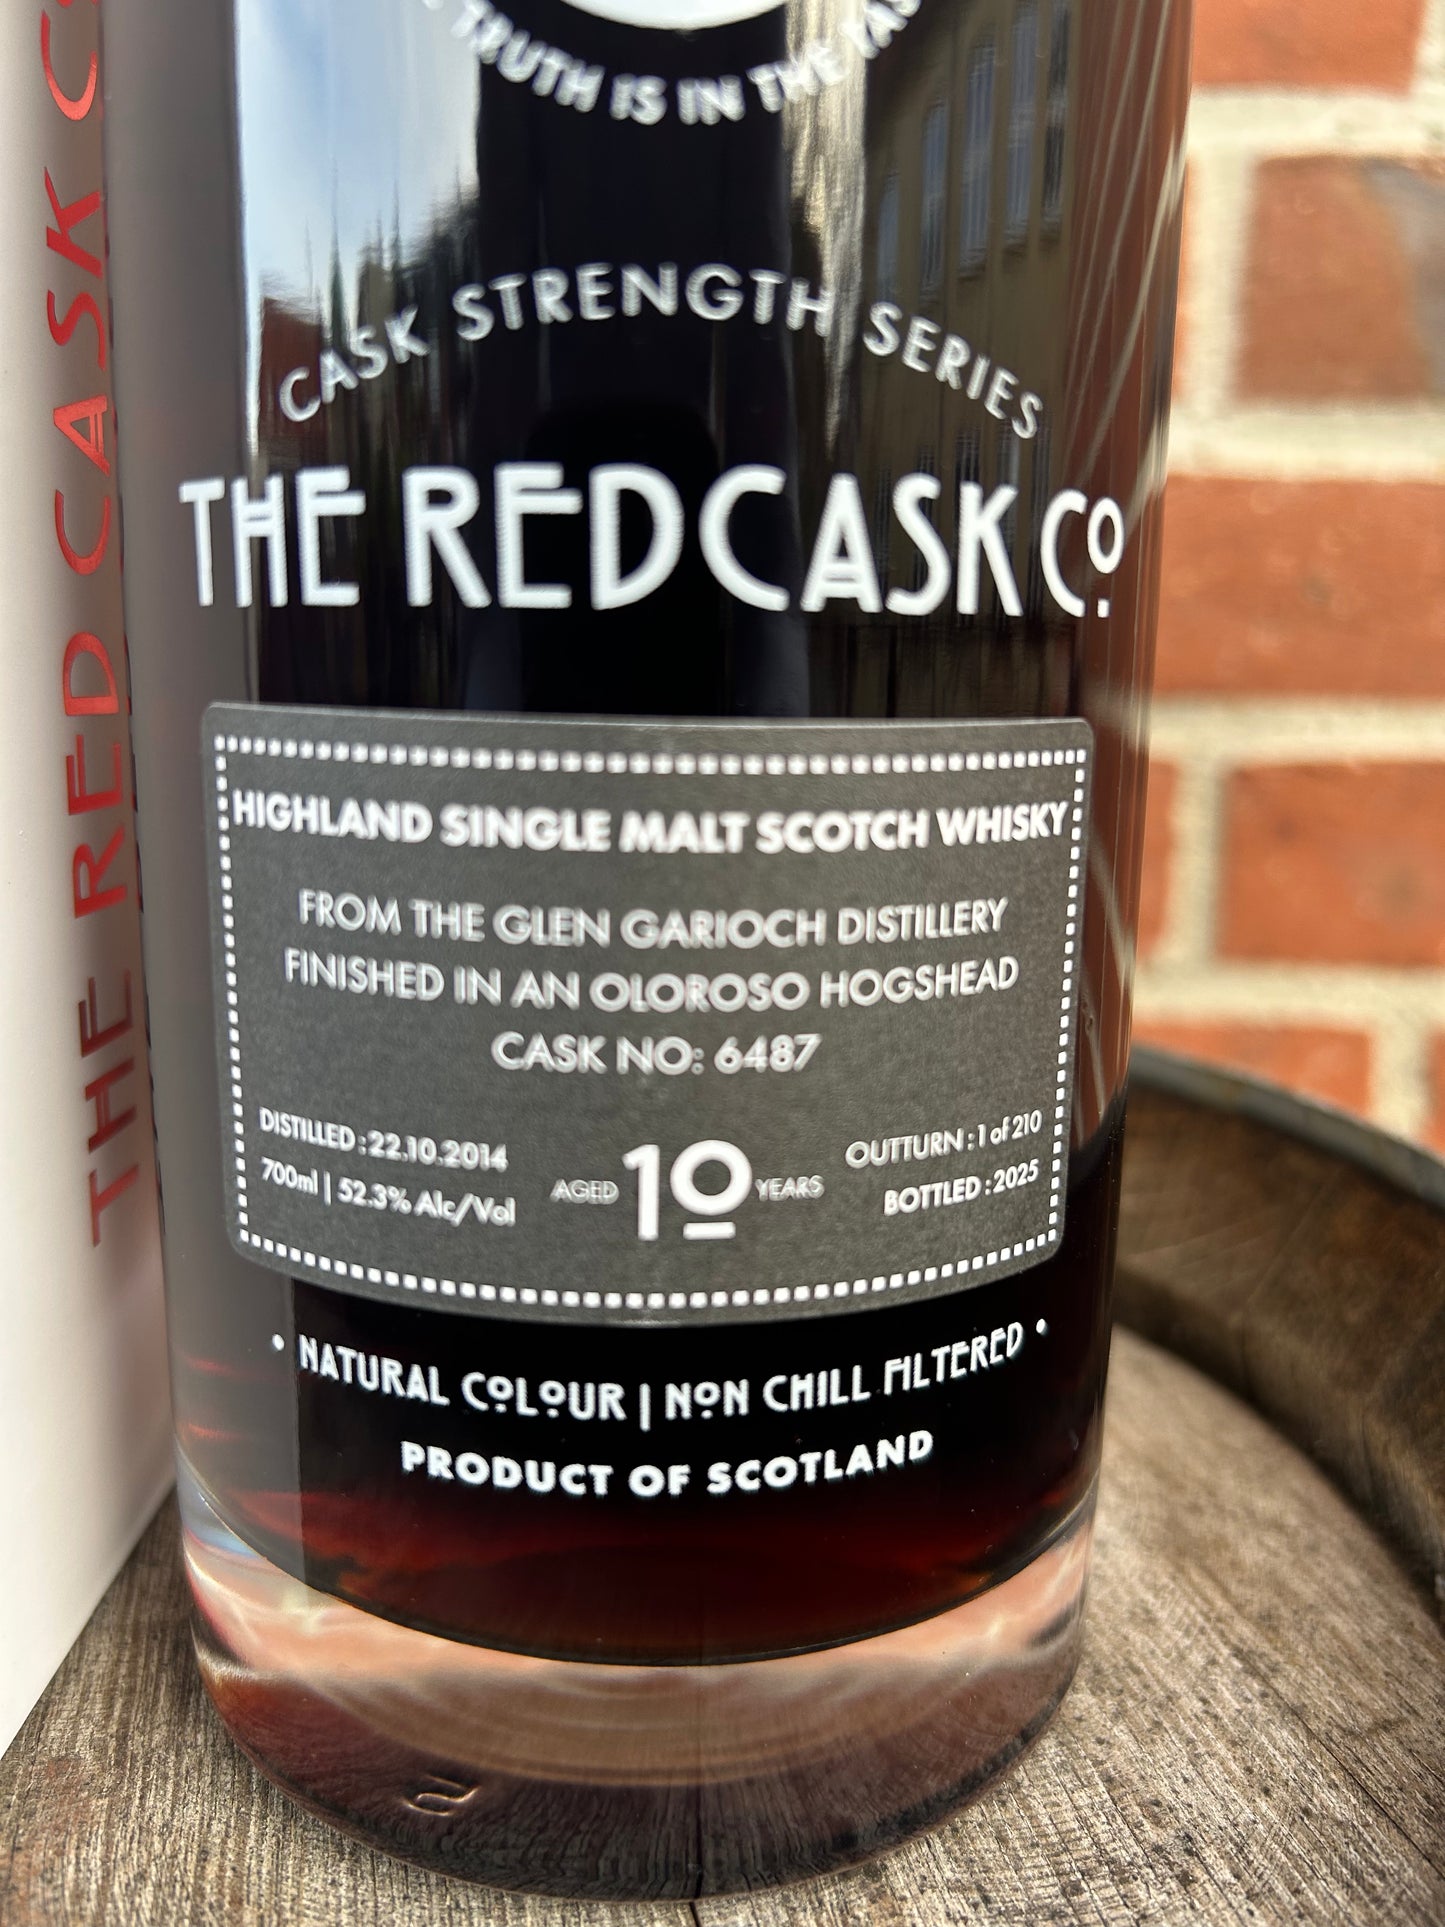 TRUTH IS IN THE
CASK STRENGTH SERIES
THE RED CASK Co.
HIGHLAND SINGLE MALT SCOTCH WHISKY
FROM THE GLEN GARIOCH DISTILLERY
FINISHED IN AN OLOROSO HOGSHEAD
CASK NO: 6487
DISTILLED : 22.10.2014
700ml | 52.3% Alc/Vol
AGED 10 YEARS
OUTTURN : 1 of 210
BOTTLED : 2025
• NATURAL COLOUR | NON CHILL FILTERED •
PRODUCT OF SCOTLAND
THE RED CASK C